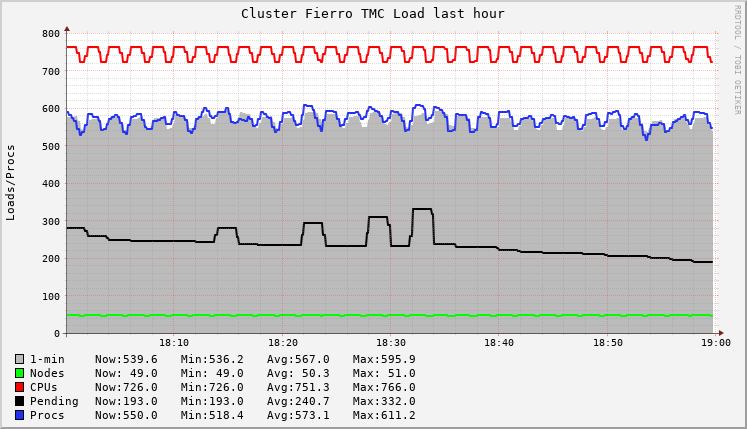 Cluster Fierro TMC Load last hour
RRDTOOL / TOBI OETIKER
Loads/Procs
800
700
600
500
400
300
200
100
0
18:10 18:20 18:30 18:40 18:50 19:00
1-min Now:539.6 Min:536.2 Avg:567.0 Max:595.9
Nodes Now: 49.0 Min: 49.0 Avg: 50.3 Max: 51.0
CPUs Now:726.0 Min:726.0 Avg:751.3 Max:766.0
Pending Now:193.0 Min:193.0 Avg:240.7 Max:332.0
Procs Now:550.0 Min:518.4 Avg:573.1 Max:611.2